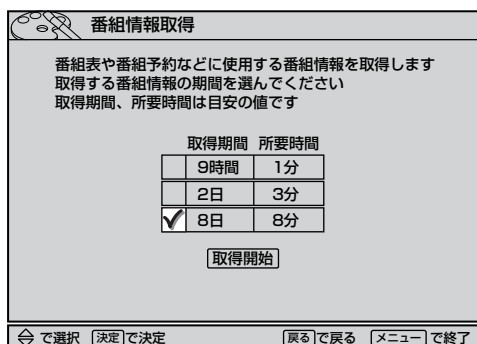 番組情報取得
番組表や番組予約などに使用する番組情報を取得します
取得する番組情報の期間を選んでください
取得期間、所要時間は目安の値です
取得期間 所要時間
9時間 1分
2日 3分
8日 8分
取得開始
で選択 決定で決定 戻るで戻る メニューで終了